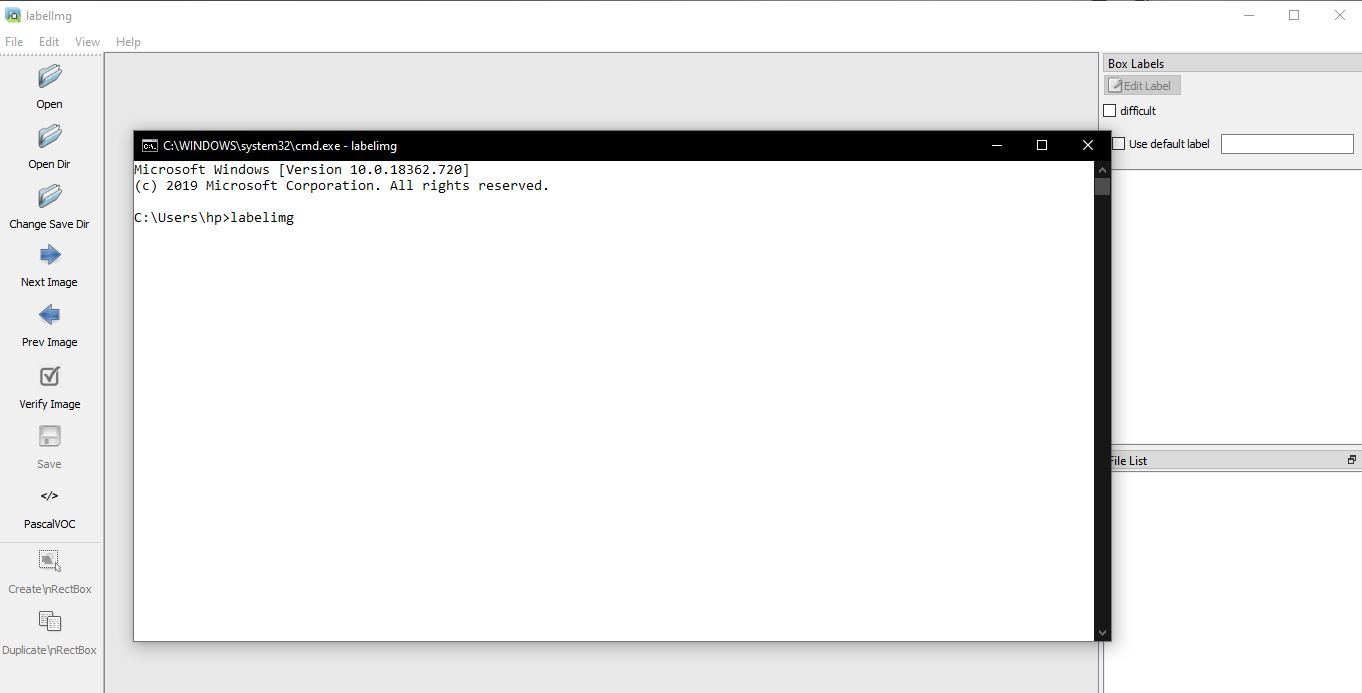 labelImg
File Edit View Help
Open
Open Dir
Change Save Dir
Next Image
Prev Image
Verify Image
Save
</>
PascalVOC
Create\nRectBox
Duplicate\nRectBox
C:\WINDOWS\system32\cmd.exe - labelimg
Microsoft Windows [Version 10.0.18362.720]
(c) 2019 Microsoft Corporation. All rights reserved.
C:\Users\hp>labelimg
Box Labels
Edit Label
difficult
Use default label
File List